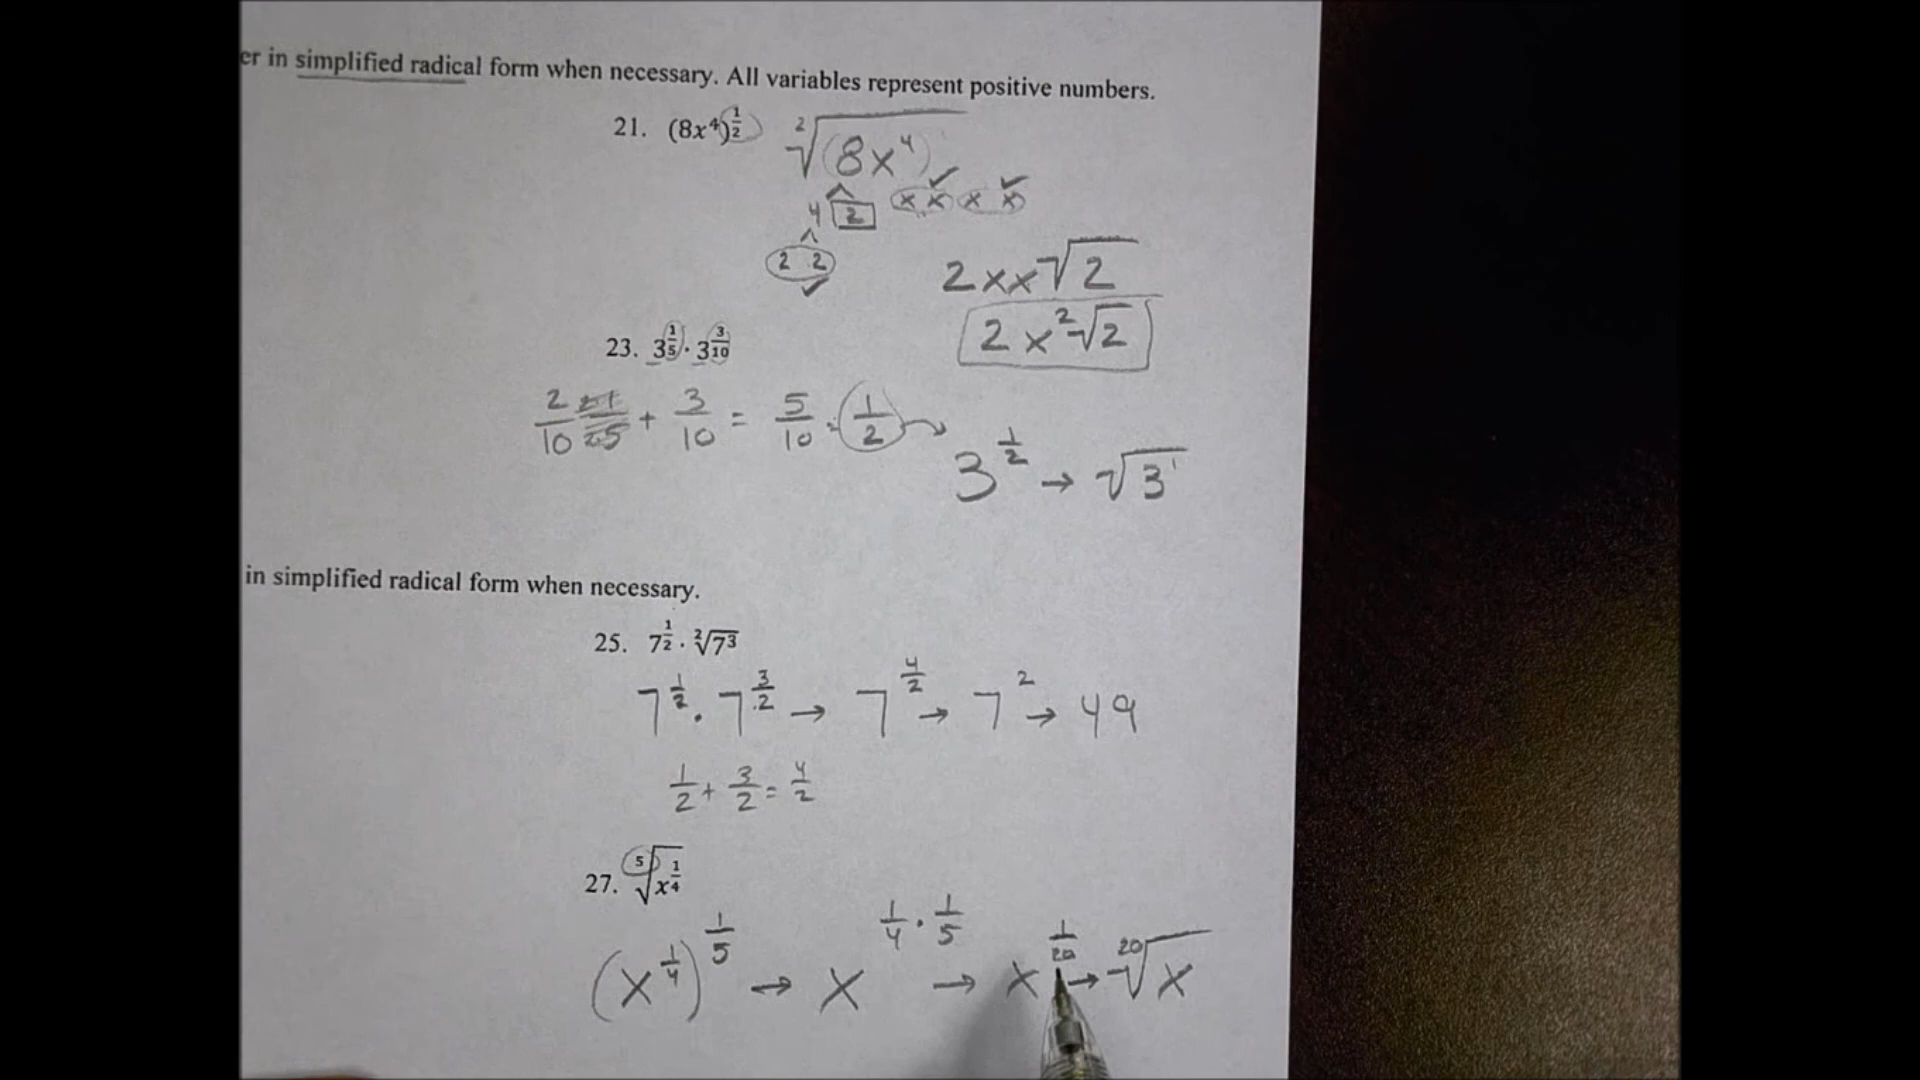 er in simplified radical form when necessary. All variables represent positive numbers.
21. (8x⁴)^(1/2) ²√(8x⁴)
4 2 x x x x
2 2
2xx√2
2x²√2
23. 3^(1/5) · 3^(3/10)
2/10 + 3/10 = 5/10 = 1/2
3^(1/2) → √3¹
in simplified radical form when necessary.
25. 7^(1/2) · ²√7³
7^(1/2) · 7^(3/2) → 7^(4/2) → 7² → 49
1/2 + 3/2 = 4/2
27. ⁵√x^(1/4)
(x^(1/4))^(1/5) → x^(1/4 · 1/5) → x^(1/20) → ²⁰√x